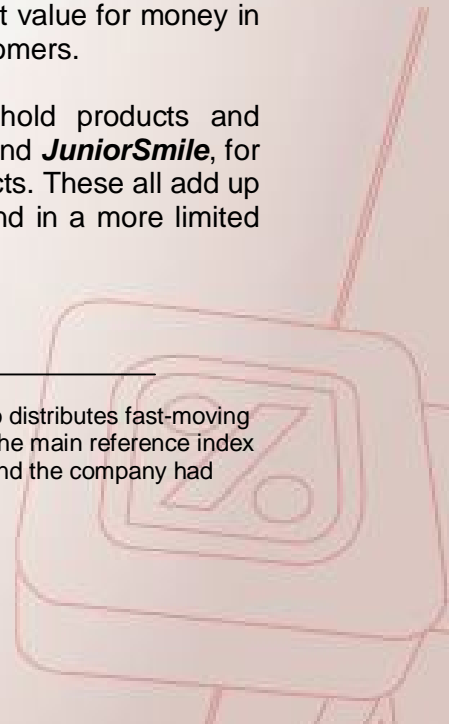 t value for money in
omers.
hold products and
nd JuniorSmile, for
cts. These all add up
nd in a more limited
o distributes fast-moving
he main reference index
nd the company had
%